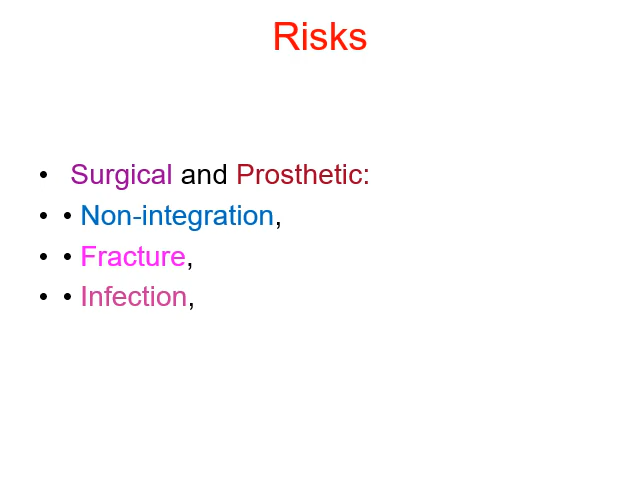 Risks
• Surgical and Prosthetic:
• • Non-integration,
• • Fracture,
• • Infection,